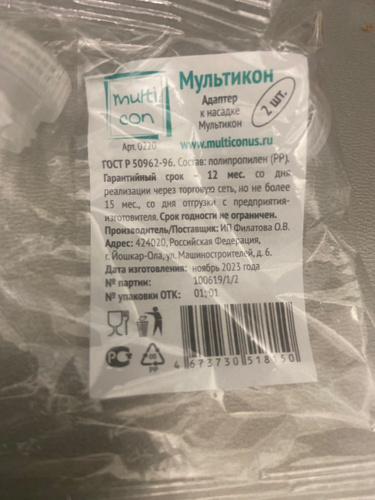 multi
con
Арт. 0220
Мультикон
Адаптер
к насадке
Мультикон
2 шт.
www.multiconus.ru
ГОСТ Р 50962-96. Состав: полипропилен (PP).
Гарантийный срок – 12 мес. со дня
реализации через торговую сеть, но не более
15 мес., со дня отгрузки с предприятия-
изготовителя. Срок годности не ограничен.
Производитель/Поставщик: ИП Филатова О.В.
Адрес: 424020, Российская Федерация,
г. Йошкар-Ола, ул. Машиностроителей, д. 6.
Дата изготовления: ноябрь 2023 года
№ партии: 100619/1/2
№ упаковки ОТК: 01; 01
05
PP
4 673730 518150